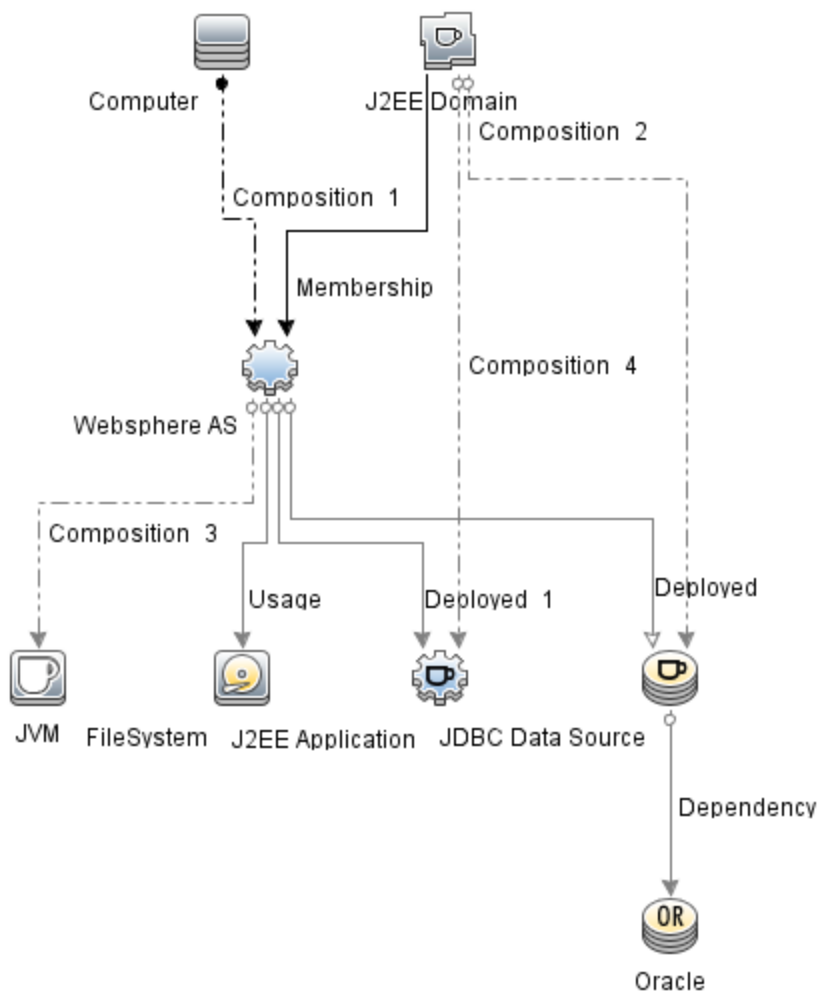 Computer
J2EE Domain
Composition 2
Composition 1
Membership
Composition 4
Websphere AS
Composition 3
Usage
Deployed 1
Deployed
JVM
FileSystem
J2EE Application
JDBC Data Source
Dependency
OR
Oracle